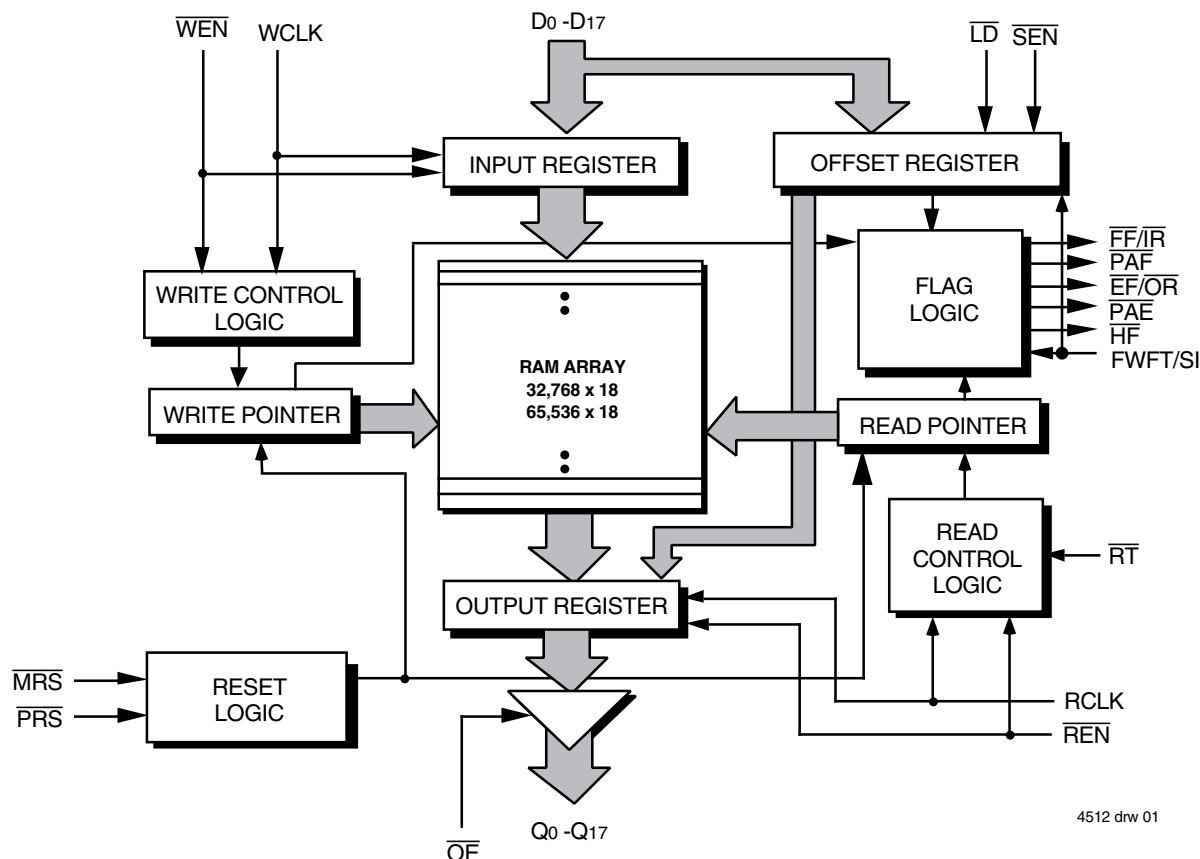 WEN WCLK
D0 -D17
LD SEN
INPUT REGISTER
OFFSET REGISTER
WRITE CONTROL
LOGIC
FLAG
LOGIC
FF/IR
PAF
EF/OR
PAE
HF
FWFT/SI
RAM ARRAY
32,768 x 18
65,536 x 18
WRITE POINTER
READ POINTER
READ
CONTROL
LOGIC
RT
OUTPUT REGISTER
MRS
PRS
RESET
LOGIC
RCLK
REN
OE
Q0 -Q17
4512 drw 01